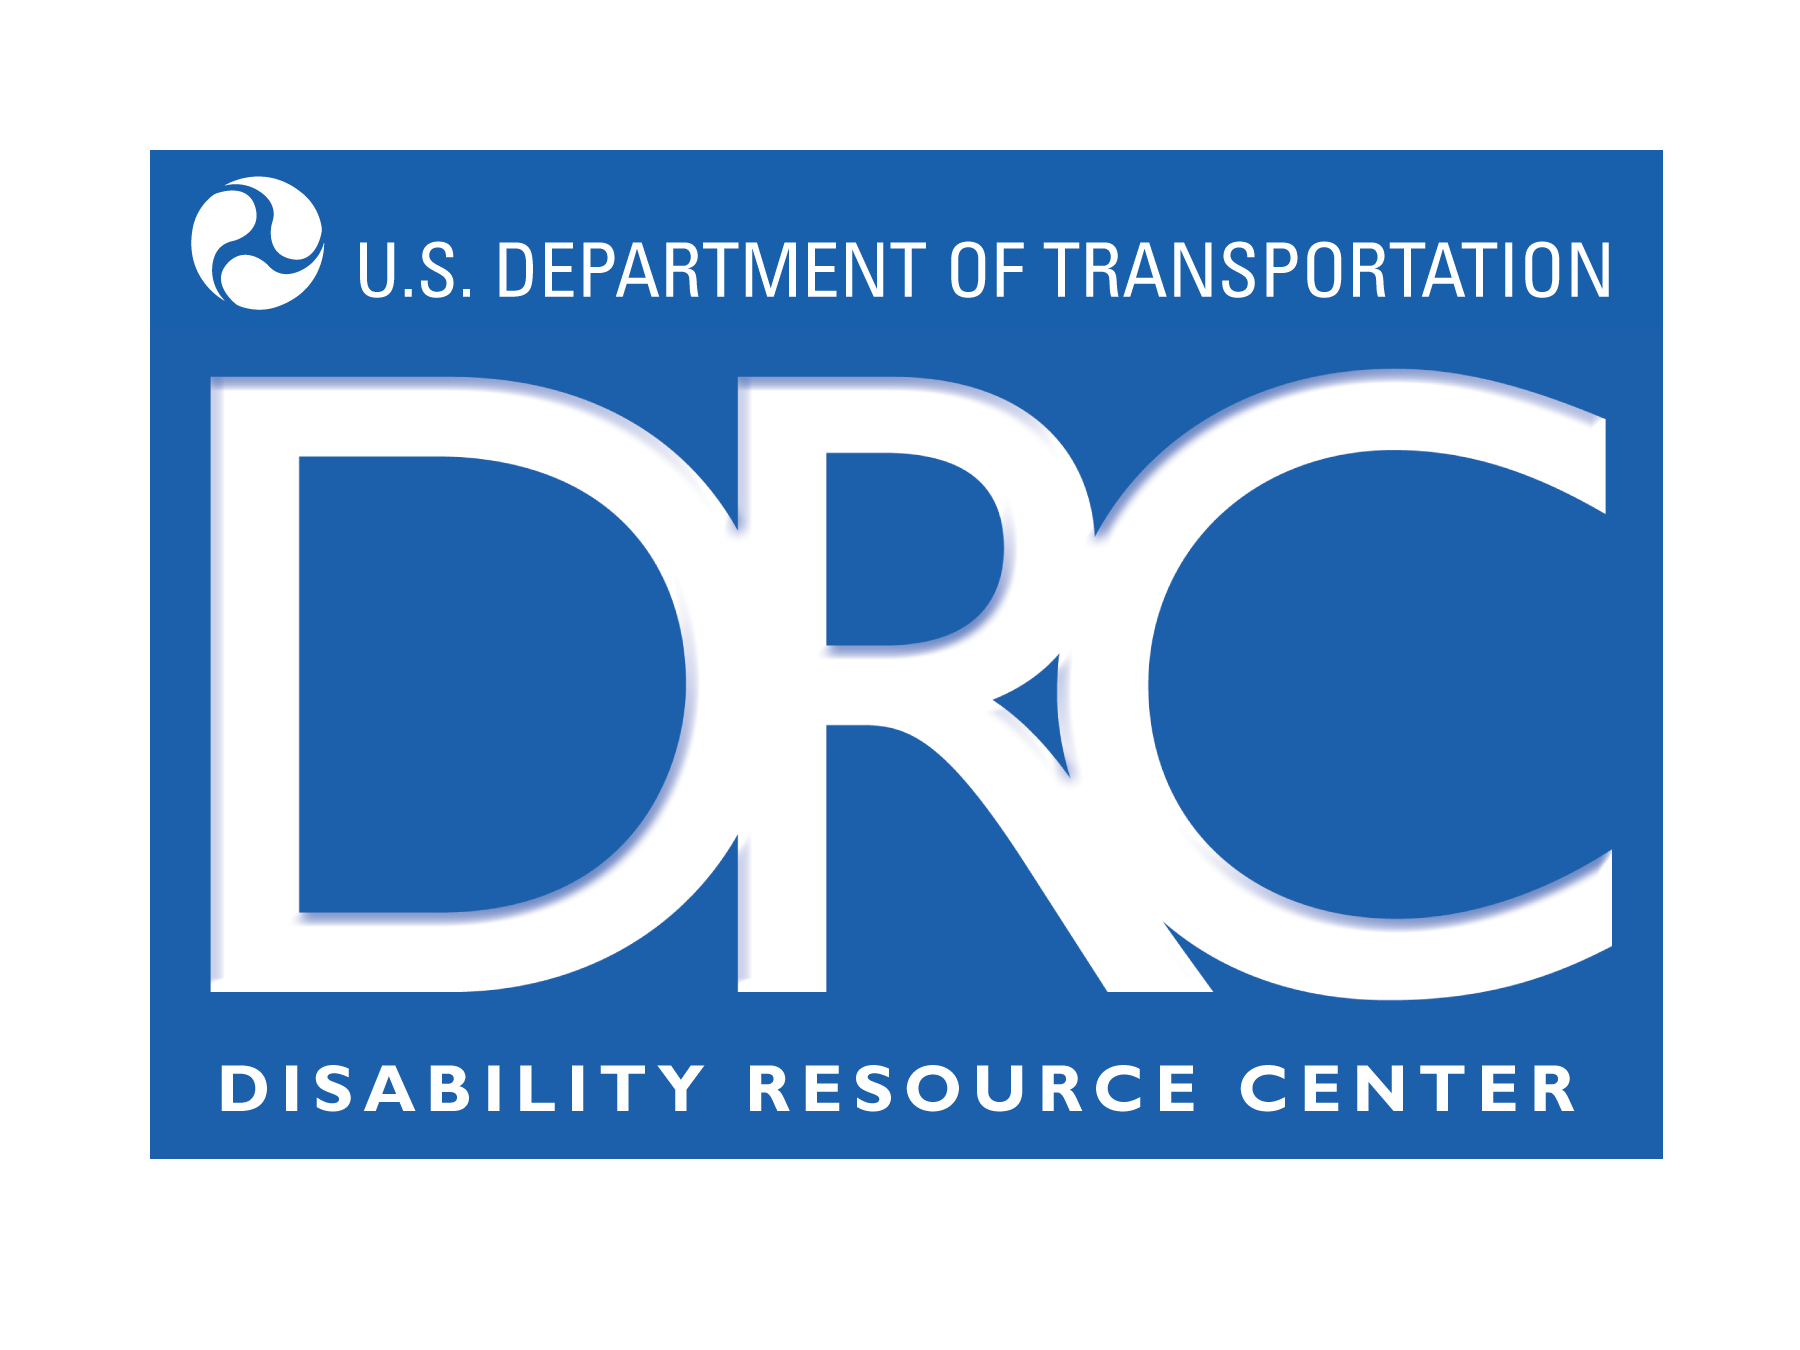 U.S. DEPARTMENT OF TRANSPORTATION
DRC
DISABILITY RESOURCE CENTER